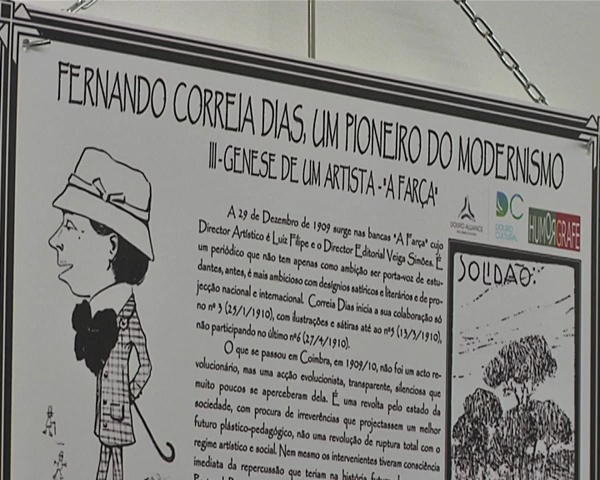 FERNANDO CORREIA DIAS, UM PIONEIRO DO MODERNISMO
III - GENESE DE UM ARTISTA - "A FARÇA"
A 29 de Dezembro de 1909 surge nas bancas "A Farça" cujo
Director Artístico é Luíz Filipe e o Director Editorial Veiga Simões. É
um periódico que não tem apenas como ambição ser porta-voz de estu-
dantes, antes, é mais ambicioso com desígnios satíricos e literários e de pro-
jecção nacional e internacional. Correia Dias inicia a sua colaboração só
no nº 3 (25/1/1910), com ilustrações e sátiras até ao nº5 (13/3/1910),
não participando no último nº6 (27/4/1910).
O que se passou em Coimbra, em 1909/10, não foi um acto re-
volucionário, mas uma acção evolucionista, transparente, silenciosa que
muito poucos se aperceberam dela. É uma revolta pelo estado da
sociedade, com procura de irreverências que projectassem um melhor
futuro plástico-pedagógico, não uma revolução de ruptura total com o
regime artístico e social. Nem mesmo os intervenientes tiveram consciência
imediata da repercussão que teriam na história
DOURO ALLIANCE
DOURO
CULTURAL
HUMORGRAFE
SOLIDÃO: